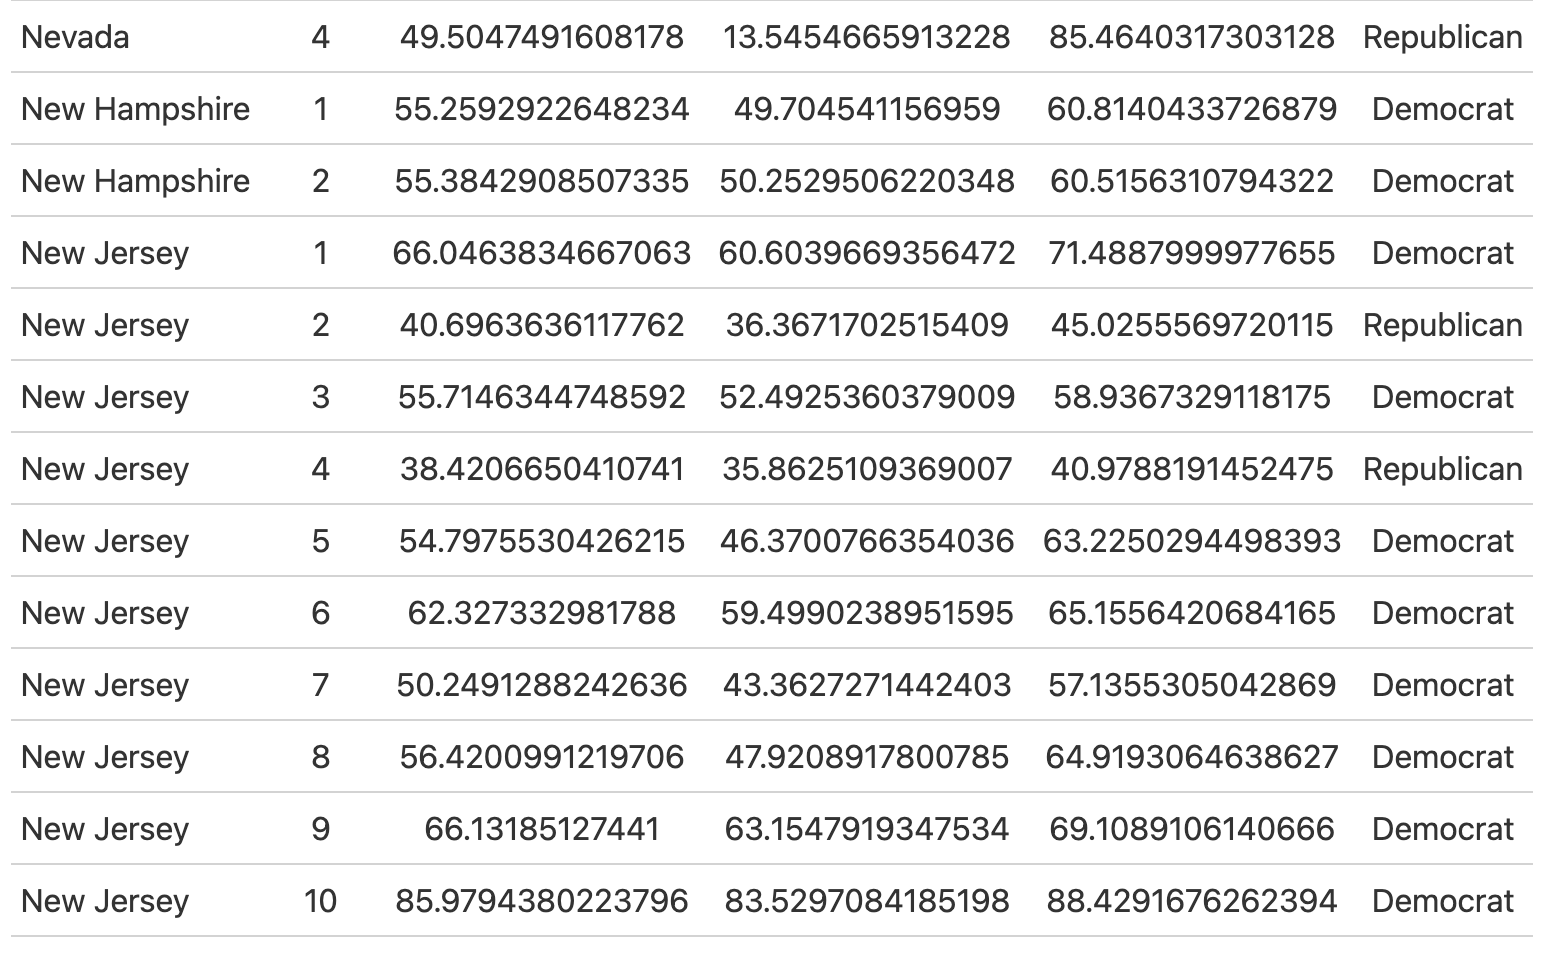 Nevada 4 49.5047491608178 13.5454665913228 85.4640317303128 Republican
New Hampshire 1 55.2592922648234 49.704541156959 60.8140433726879 Democrat
New Hampshire 2 55.3842908507335 50.2529506220348 60.5156310794322 Democrat
New Jersey 1 66.0463834667063 60.6039669356472 71.4887999977655 Democrat
New Jersey 2 40.6963636117762 36.3671702515409 45.0255569720115 Republican
New Jersey 3 55.7146344748592 52.4925360379009 58.9367329118175 Democrat
New Jersey 4 38.4206650410741 35.8625109369007 40.9788191452475 Republican
New Jersey 5 54.7975530426215 46.3700766354036 63.2250294498393 Democrat
New Jersey 6 62.327332981788 59.4990238951595 65.1556420684165 Democrat
New Jersey 7 50.2491288242636 43.3627271442403 57.1355305042869 Democrat
New Jersey 8 56.4200991219706 47.9208917800785 64.9193064638627 Democrat
New Jersey 9 66.13185127441 63.1547919347534 69.1089106140666 Democrat
New Jersey 10 85.9794380223796 83.5297084185198 88.4291676262394 Democrat